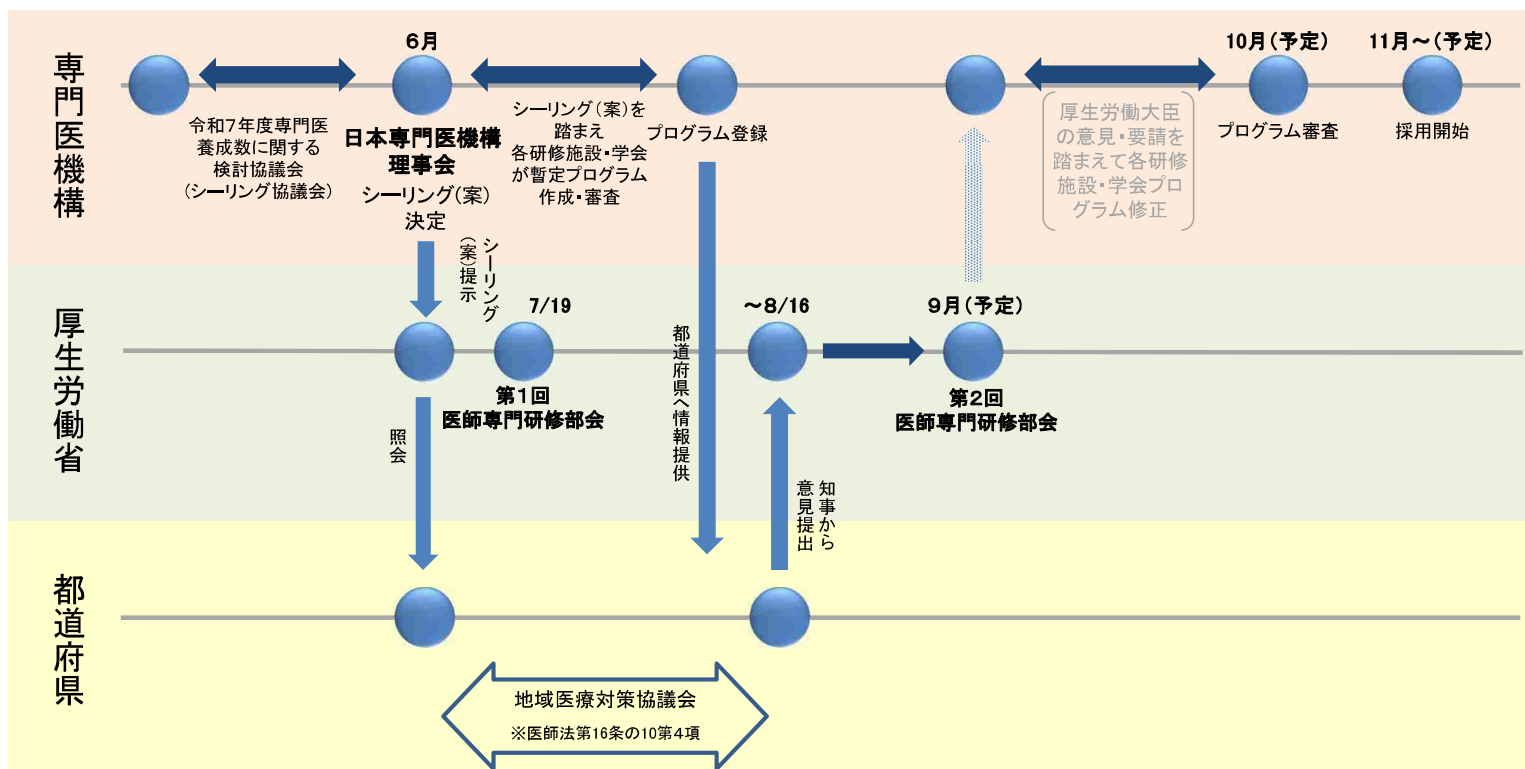 専門医機構
6月
10月(予定)
11月～(予定)
令和7年度専門医
養成数に関する
検討協議会
(シーリング協議会)
日本専門医機構
理事会
シーリング(案)
決定
シーリング(案)を
踏まえ
各研修施設・学会
が暫定プログラム
作成・審査
プログラム登録
厚生労働大臣
の意見・要請を
踏まえて各研修
施設・学会プロ
グラム修正
プログラム審査
採用開始
シーリング
(案)提示
厚生労働省
7/19
～8/16
9月(予定)
第1回
医師専門研修部会
第2回
医師専門研修部会
照会
都道府県へ情報提供
知事から
意見提出
都道府県
地域医療対策協議会
※医師法第16条の10第4項